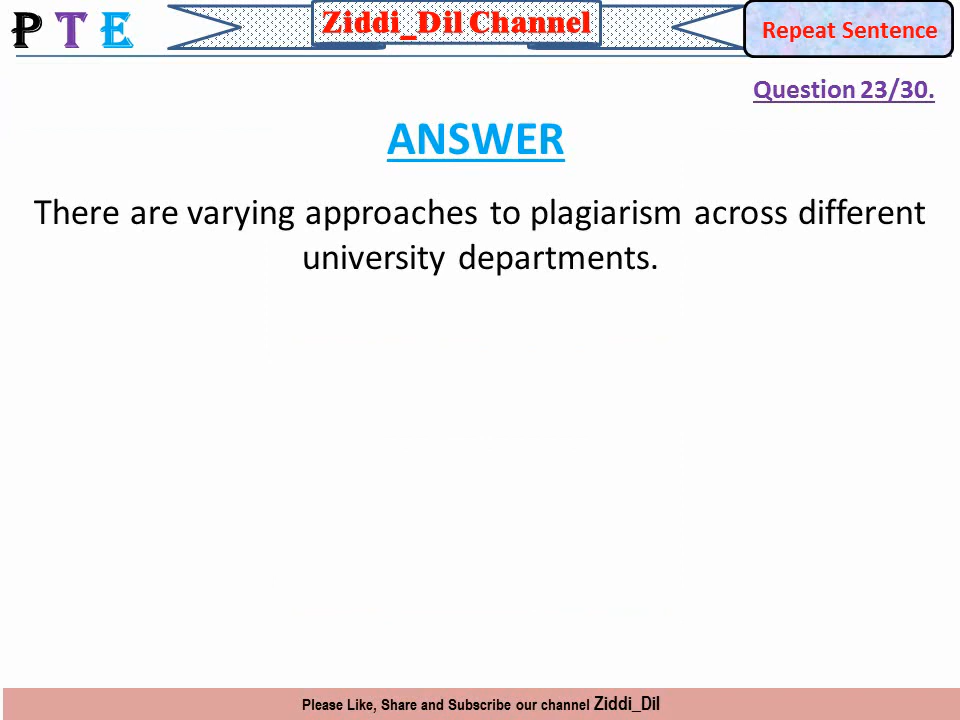 PTE Ziddi_Dil Channel Repeat Sentence
Question 23/30.
ANSWER
There are varying approaches to plagiarism across different
university departments.
Please Like, Share and Subscribe our channel Ziddi_Dil